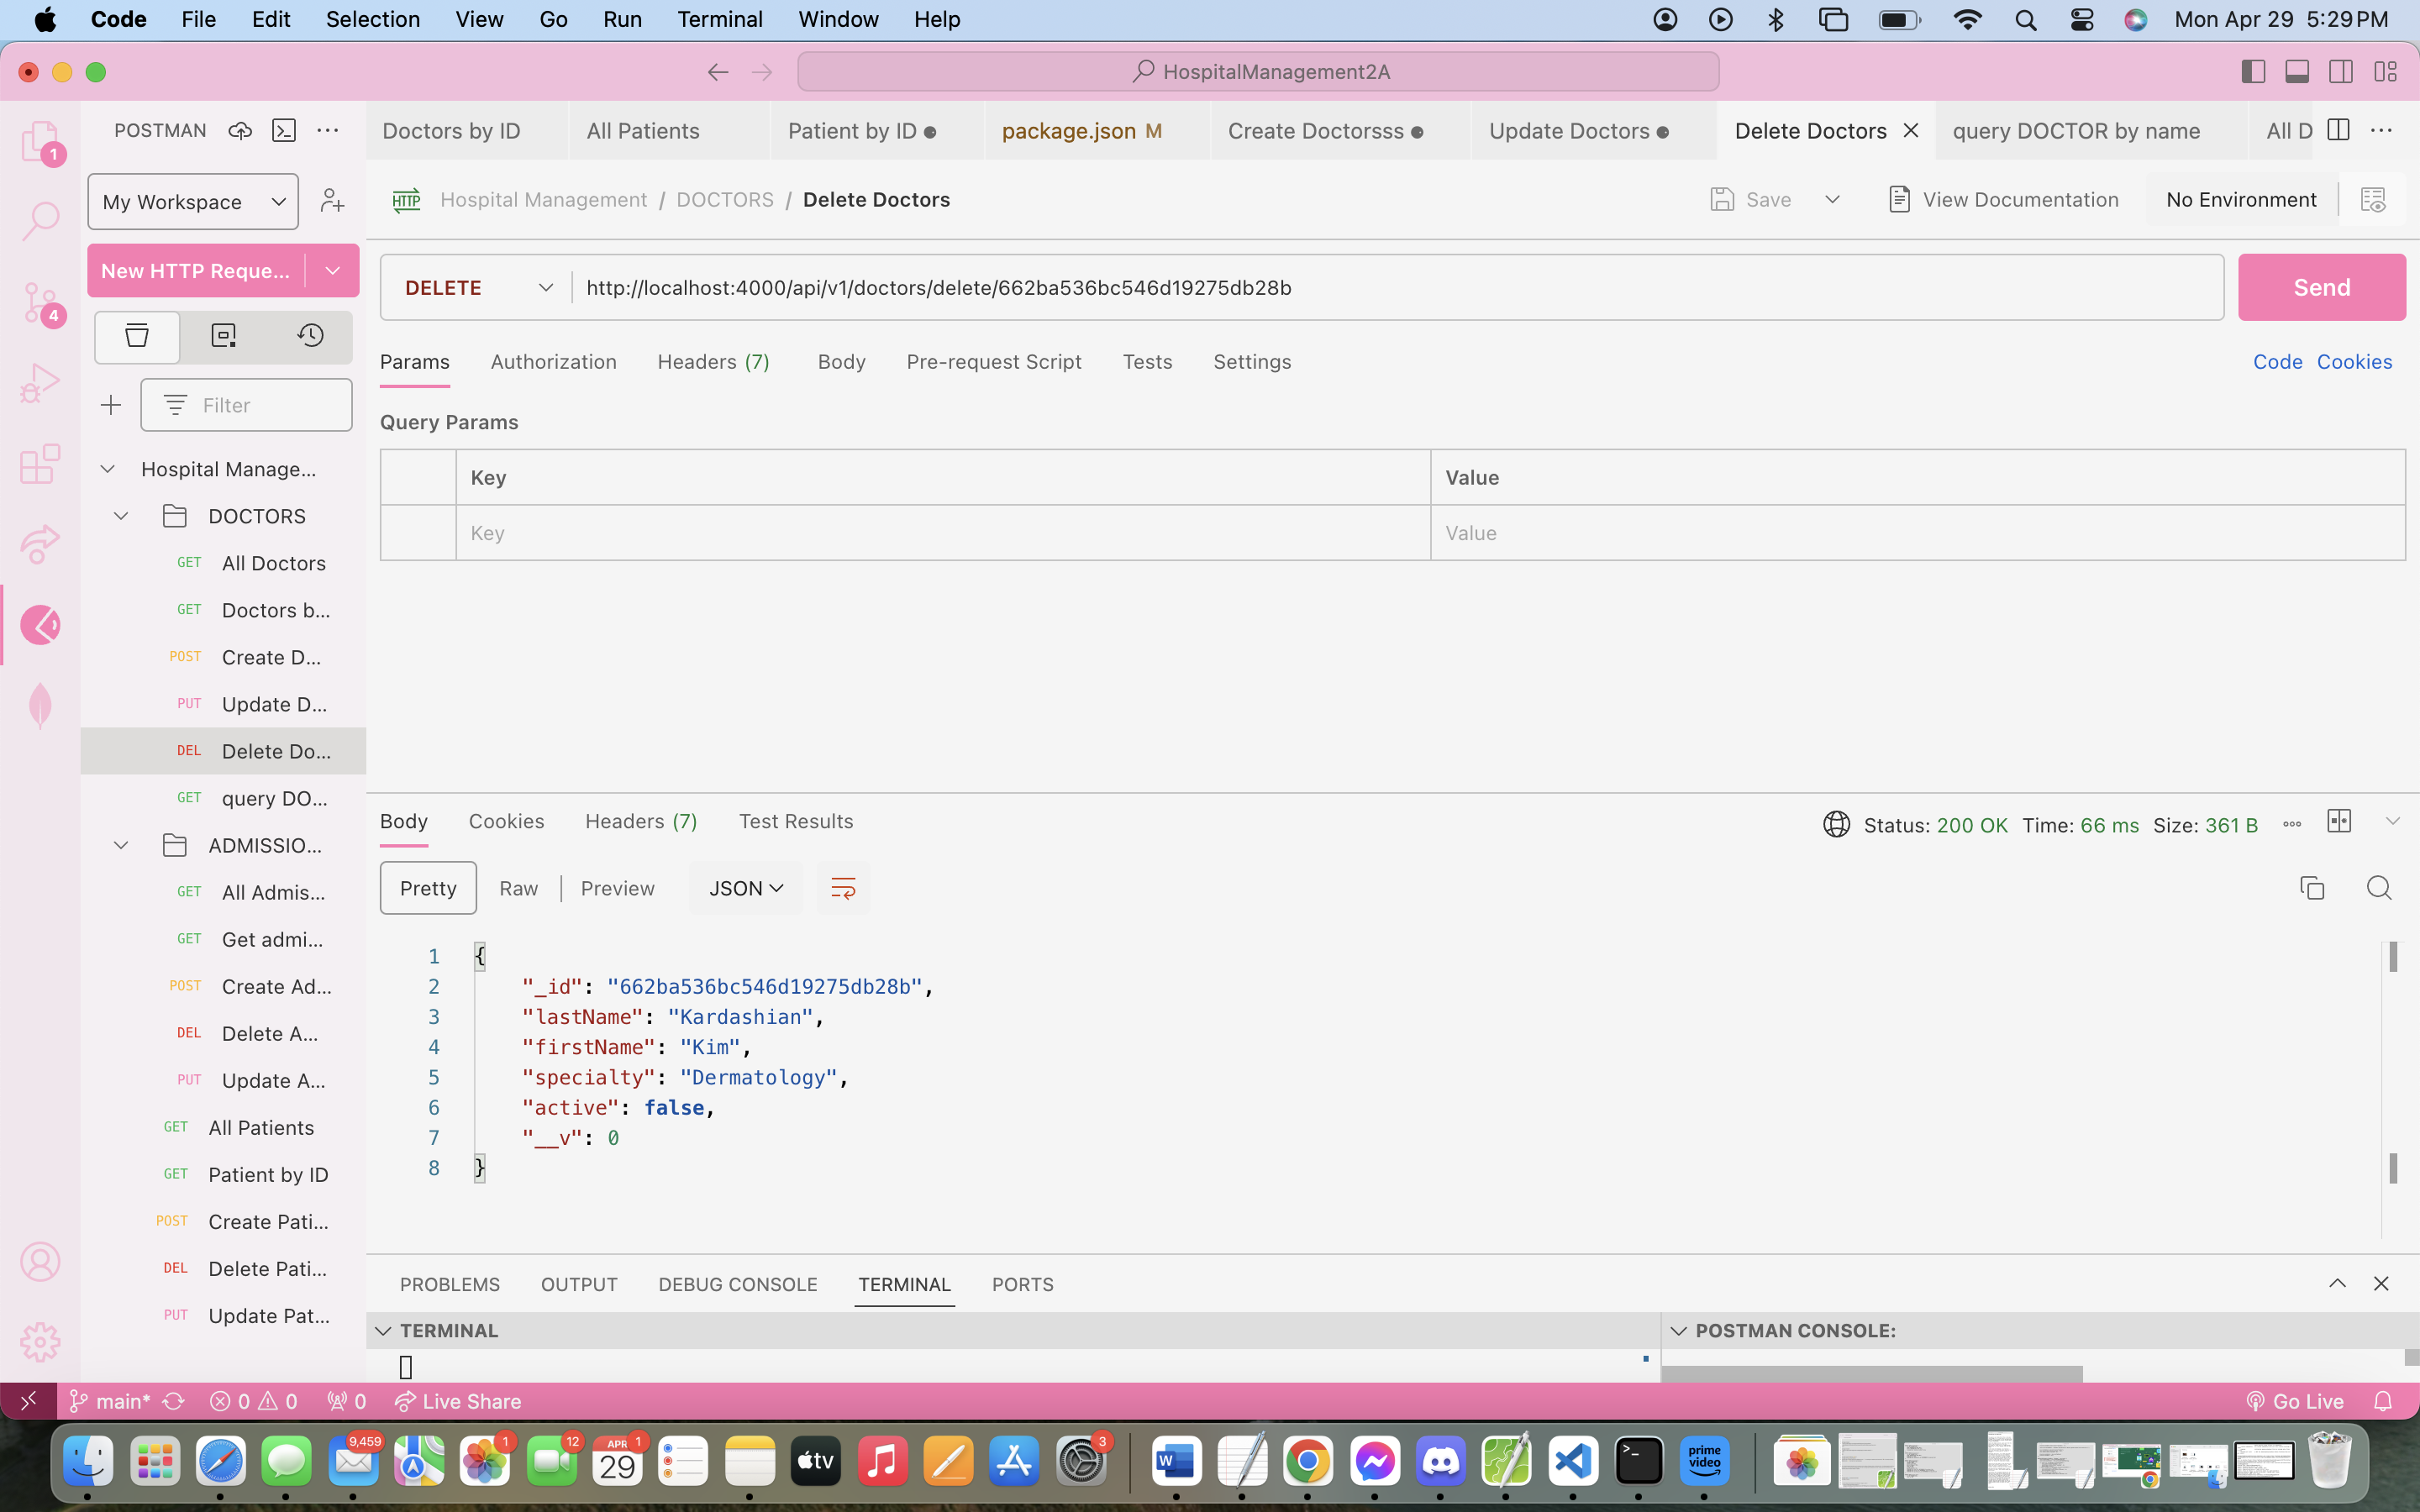 Code File Edit Selection View Go Run Terminal Window Help Mon Apr 29 5:29 PM
HospitalManagement2A
1
4
POSTMAN
My Workspace
New HTTP Reque...
Filter
Hospital Manage...
DOCTORS
GET All Doctors
GET Doctors b...
POST Create D...
PUT Update D...
DEL Delete Do...
GET query DO...
ADMISSIO...
GET All Admis...
GET Get admi...
POST Create Ad...
DEL Delete A...
PUT Update A...
GET All Patients
GET Patient by ID
POST Create Pati...
DEL Delete Pati...
PUT Update Pat...
Doctors by ID All Patients Patient by ID package.json M Create Doctorsss Update Doctors Delete Doctors query DOCTOR by name All D
HTTP Hospital Management / DOCTORS / Delete Doctors Save View Documentation No Environment
DELETE http://localhost:4000/api/v1/doctors/delete/662ba536bc546d19275db28b Send
Params Authorization Headers (7) Body Pre-request Script Tests Settings Code Cookies
Query Params
Key Value
Key Value
Body Cookies Headers (7) Test Results Status: 200 OK Time: 66 ms Size: 361 B
Pretty Raw Preview JSON
1 {
2 "_id": "662ba536bc546d19275db28b",
3 "lastName": "Kardashian",
4 "firstName": "Kim",
5 "specialty": "Dermatology",
6 "active": false,
7 "__v": 0
8 }
PROBLEMS OUTPUT DEBUG CONSOLE TERMINAL PORTS
TERMINAL POSTMAN CONSOLE:
main* 0 0 0 Live Share Go Live
9,459 1 12 APR 1 29 tv 3 W prime video